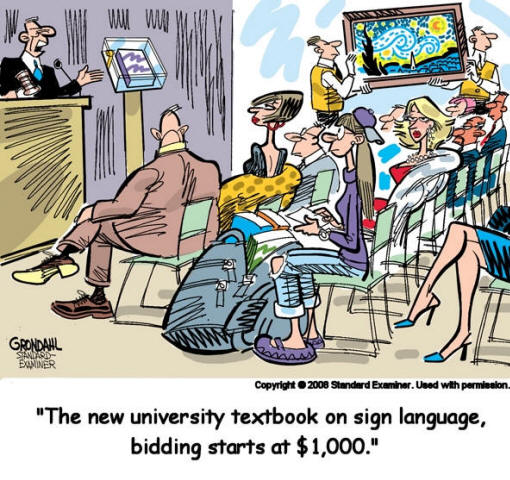 GRONDAHL
STANDARD-
EXAMINER
Copyright © 2008 Standard Examiner. Used with permission.
"The new university textbook on sign language,
bidding starts at $1,000."